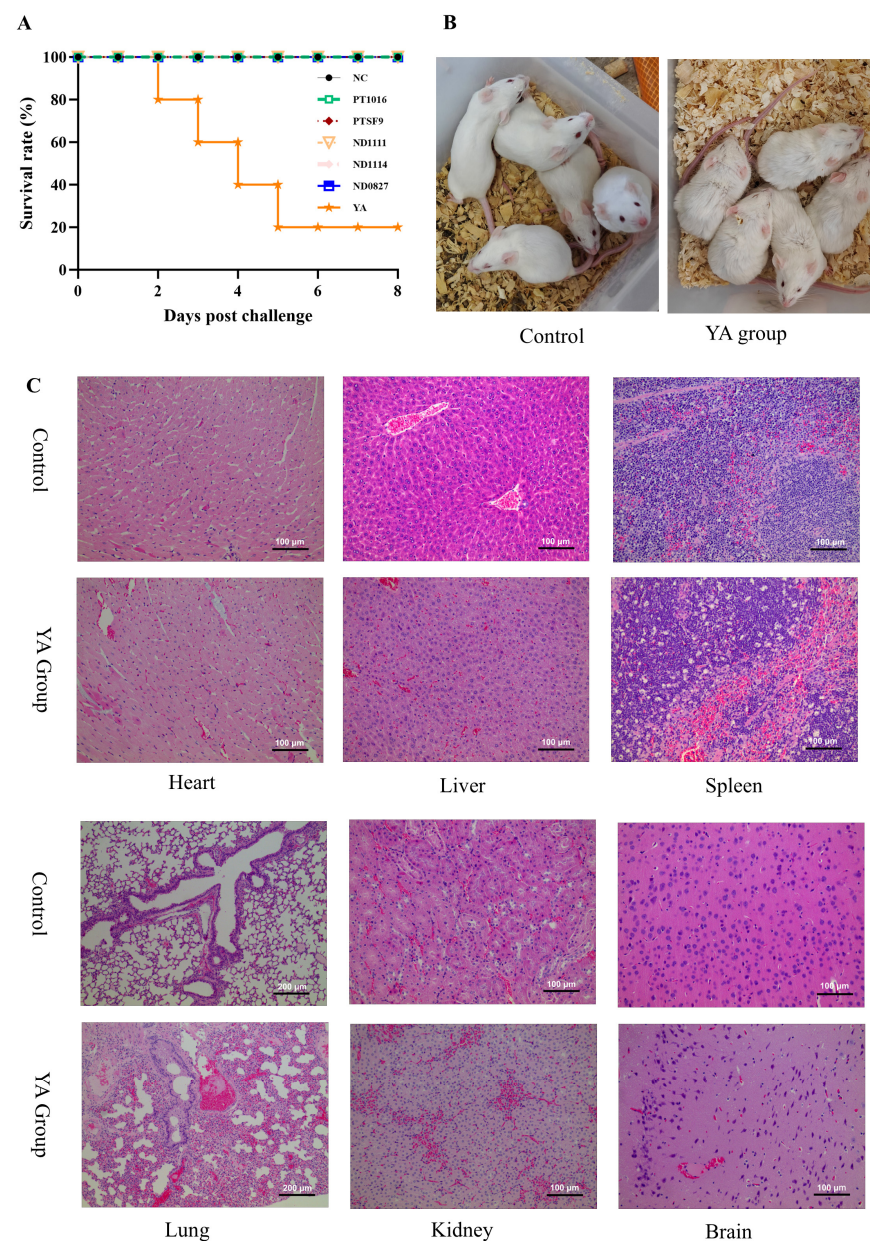 A
B
Survival rate (%)
100
80
60
40
20
0
NC
PT1016
PTSF9
ND1111
ND1114
ND0827
YA
0 2 4 6 8
Days post challenge
Control
YA group
C
Control
100 μm
100 μm
100 μm
YA Group
100 μm
100 μm
100 μm
Heart
Liver
Spleen
Control
200 μm
100 μm
100 μm
YA Group
200 μm
100 μm
100 μm
Lung
Kidney
Brain